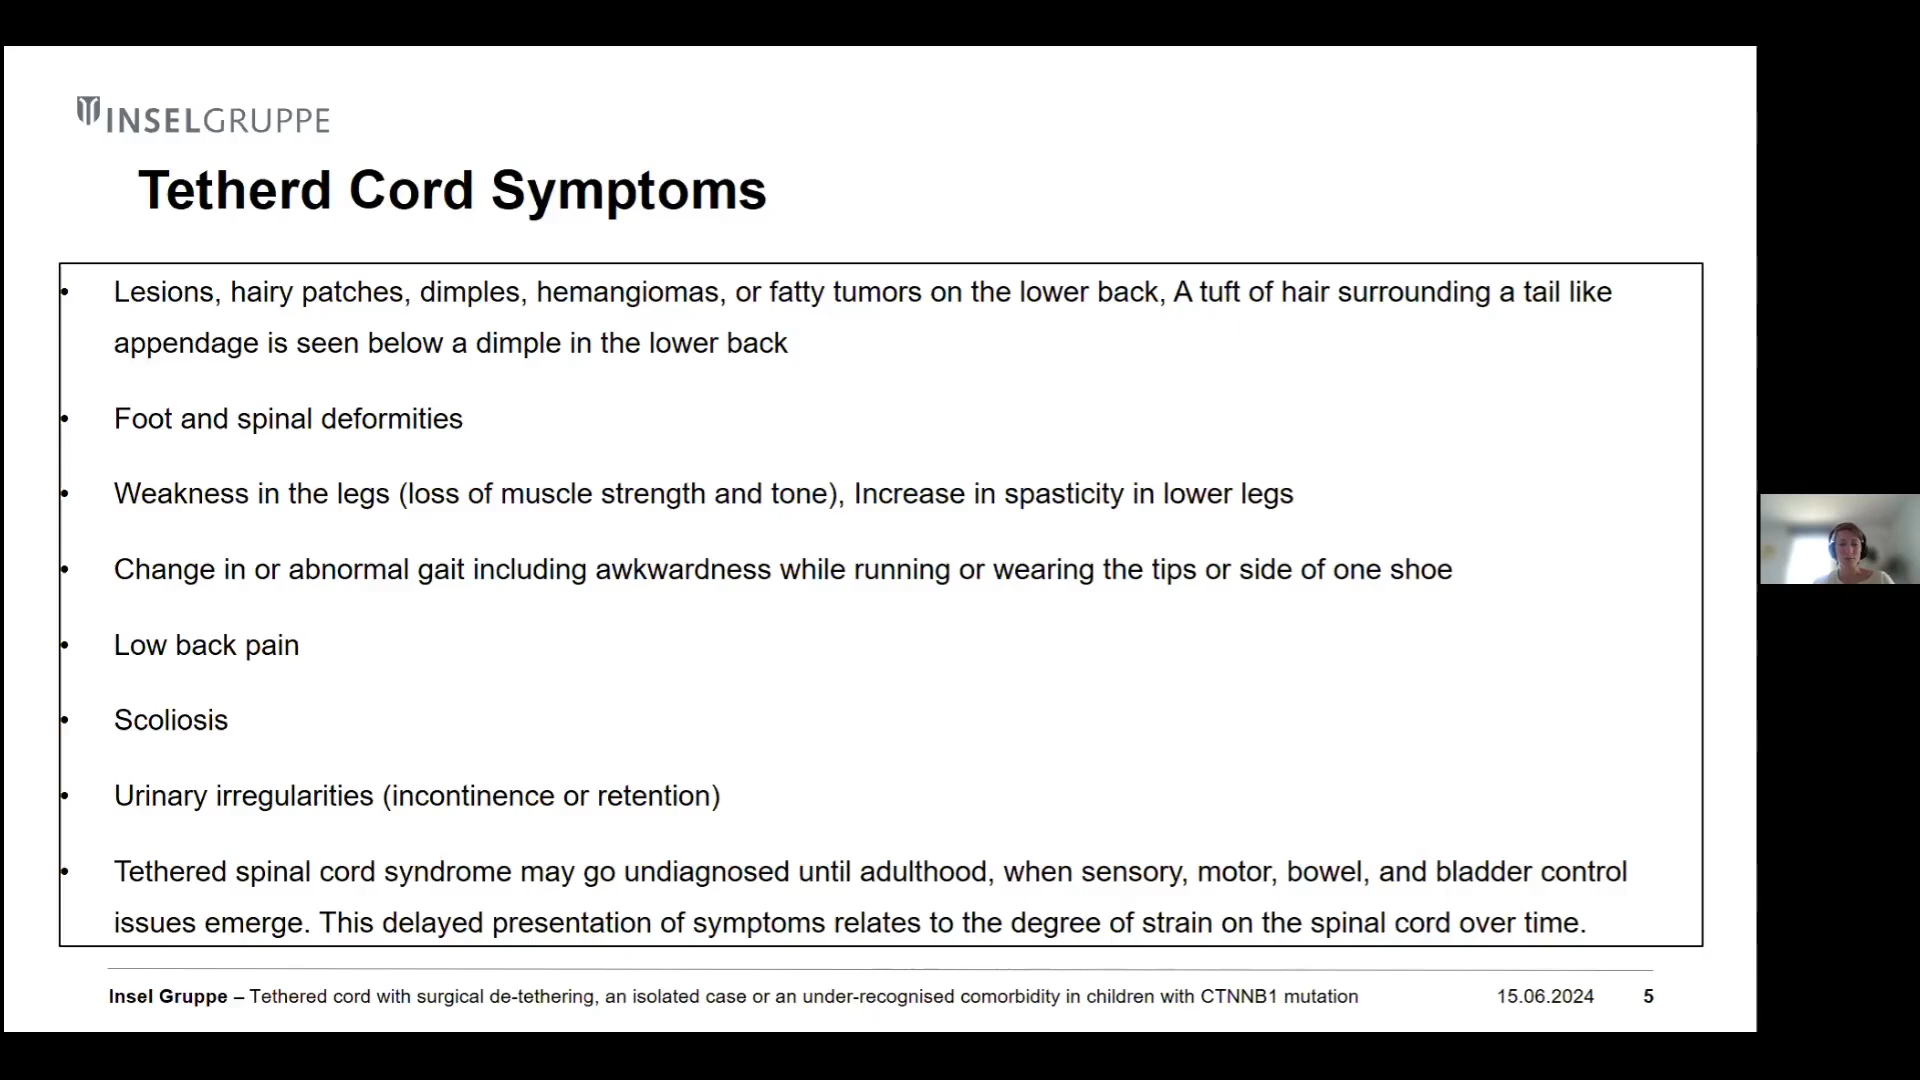 INSELGRUPPE
Tetherd Cord Symptoms
• Lesions, hairy patches, dimples, hemangiomas, or fatty tumors on the lower back, A tuft of hair surrounding a tail like
appendage is seen below a dimple in the lower back
• Foot and spinal deformities
• Weakness in the legs (loss of muscle strength and tone), Increase in spasticity in lower legs
• Change in or abnormal gait including awkwardness while running or wearing the tips or side of one shoe
• Low back pain
• Scoliosis
• Urinary irregularities (incontinence or retention)
• Tethered spinal cord syndrome may go undiagnosed until adulthood, when sensory, motor, bowel, and bladder control
issues emerge. This delayed presentation of symptoms relates to the degree of strain on the spinal cord over time.
Insel Gruppe – Tethered cord with surgical de-tethering, an isolated case or an under-recognised comorbidity in children with CTNNB1 mutation 15.06.2024 5